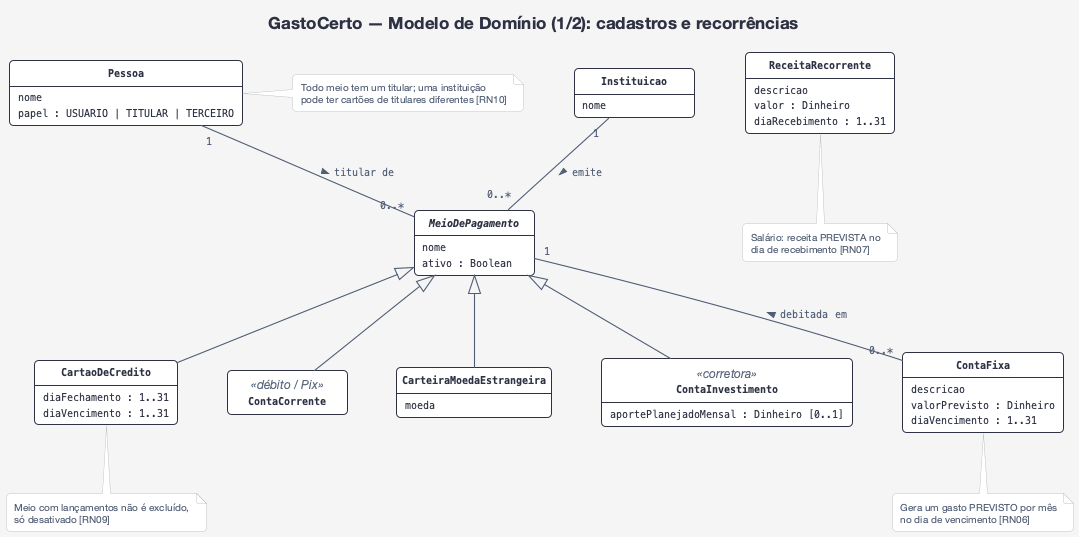 GastoCerto — Modelo de Domínio (1/2): cadastros e recorrências
Pessoa
nome
papel : USUARIO | TITULAR | TERCEIRO
Todo meio tem um titular; uma instituição
pode ter cartões de titulares diferentes [RN10]
Instituicao
nome
ReceitaRecorrente
descricao
valor : Dinheiro
diaRecebimento : 1..31
1
titular de
0..*
1
emite
0..*
MeioDePagamento
nome
ativo : Boolean
Salário: receita PREVISTA no
dia de recebimento [RN07]
1
debitada em
0..*
CartaoDeCredito
diaFechamento : 1..31
diaVencimento : 1..31
«débito / Pix»
ContaCorrente
CarteiraMoedaEstrangeira
moeda
«corretora»
ContaInvestimento
aportePlanejadoMensal : Dinheiro [0..1]
ContaFixa
descricao
valorPrevisto : Dinheiro
diaVencimento : 1..31
Meio com lançamentos não é excluído,
só desativado [RN09]
Gera um gasto PREVISTO por mês
no dia de vencimento [RN06]